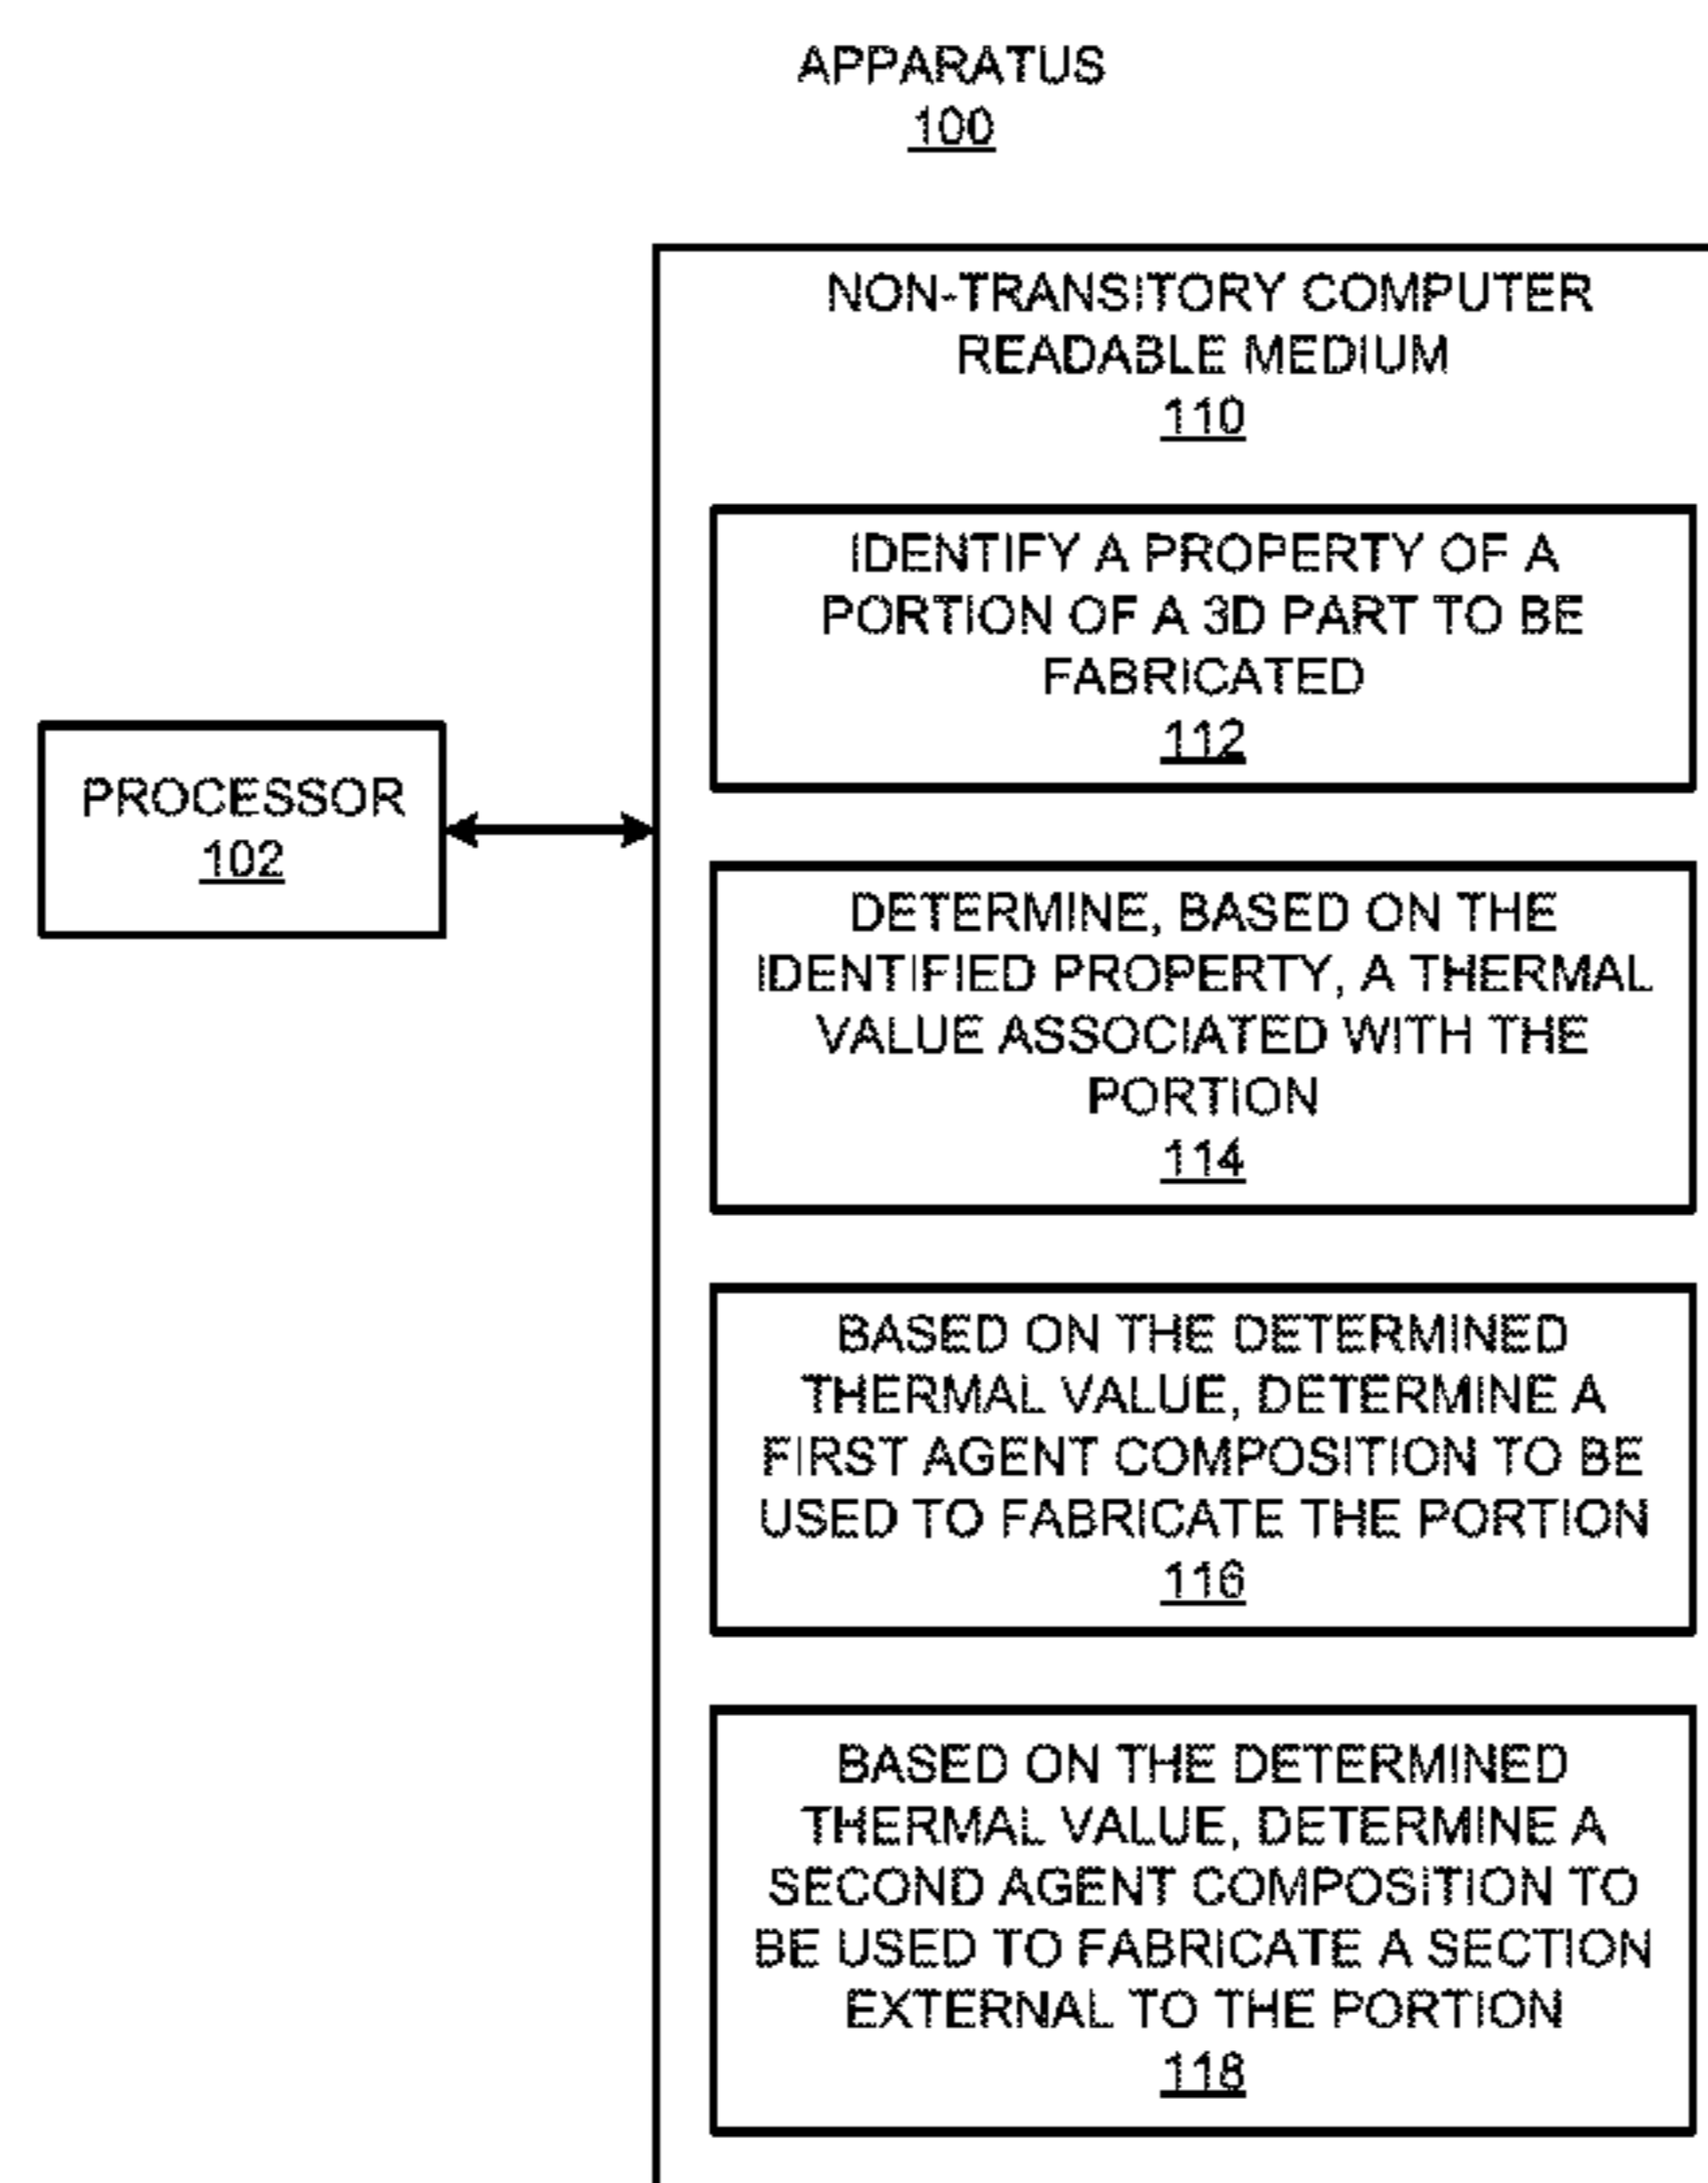 APPARATUS
100
NON-TRANSITORY COMPUTER
READABLE MEDIUM
110
IDENTIFY A PROPERTY OF A
PORTION OF A 3D PART TO BE
FABRICATED
112
PROCESSOR
102
DETERMINE, BASED ON THE
IDENTIFIED PROPERTY, A THERMAL
VALUE ASSOCIATED WITH THE
PORTION
114
BASED ON THE DETERMINED
THERMAL VALUE, DETERMINE A
FIRST AGENT COMPOSITION TO BE
USED TO FABRICATE THE PORTION
116
BASED ON THE DETERMINED
THERMAL VALUE, DETERMINE A
SECOND AGENT COMPOSITION TO
BE USED TO FABRICATE A SECTION
EXTERNAL TO THE PORTION
118